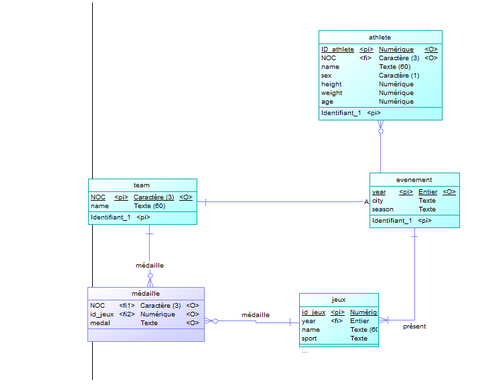 athlete
ID_athlete <pi> Numérique <O>
NOC <fi> Caractère (3) <O>
name Texte (60)
sex Caractère (1)
height Numérique
weight Numérique
age Numérique
Identifiant_1 <pi>
evenement
year <pi> Entier <O>
city Texte
season Texte
Identifiant_1 <pi>
team
NOC <pi> Caractère (3) <O>
name Texte (60)
Identifiant_1 <pi>
A
médaille
médaille
NOC <fi1> Caractère (3) <O>
id_jeux <fi2> Numérique <O>
medal Texte <O>
médaille
jeux
id_jeux <pi> Numériq
year <fi> Entier
name Texte (60
sport Texte
...
présent